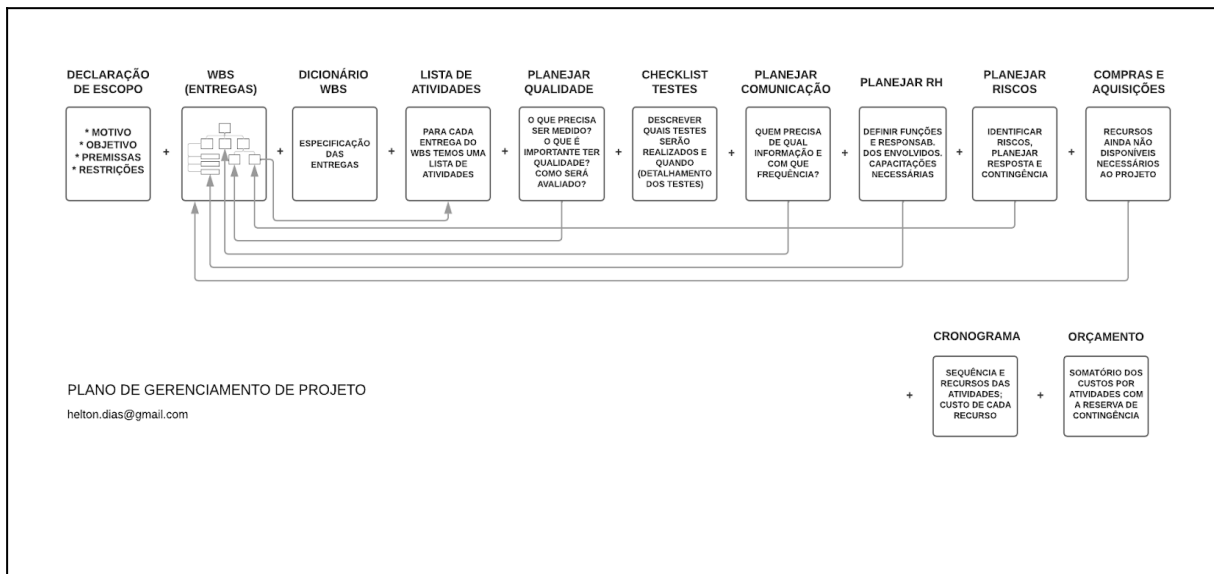 DECLARAÇÃO
DE ESCOPO
* MOTIVO
* OBJETIVO
* PREMISSAS
* RESTRIÇÕES
+
WBS
(ENTREGAS)
+
DICIONÁRIO
WBS
ESPECIFICAÇÃO
DAS
ENTREGAS
+
LISTA DE
ATIVIDADES
PARA CADA
ENTREGA DO
WBS TEMOS UMA
LISTA DE
ATIVIDADES
+
PLANEJAR
QUALIDADE
O QUE PRECISA
SER MEDIDO?
O QUE É
IMPORTANTE TER
QUALIDADE?
COMO SERÁ
AVALIADO?
+
CHECKLIST
TESTES
DESCREVER
QUAIS TESTES
SERÃO
REALIZADOS E
QUANDO
(DETALHAMENTO
DOS TESTES)
+
PLANEJAR
COMUNICAÇÃO
QUEM PRECISA
DE QUAL
INFORMAÇÃO E
COM QUE
FREQUÊNCIA?
+
PLANEJAR RH
DEFINIR FUNÇÕES
E RESPONSAB.
DOS ENVOLVIDOS.
CAPACITAÇÕES
NECESSÁRIAS
+
PLANEJAR
RISCOS
IDENTIFICAR
RISCOS,
PLANEJAR
RESPOSTA E
CONTINGÊNCIA
+
COMPRAS E
AQUISIÇÕES
RECURSOS
AINDA NÃO
DISPONÍVEIS
NECESSÁRIOS
AO PROJETO
+
CRONOGRAMA
SEQUÊNCIA E
RECURSOS DAS
ATIVIDADES;
CUSTO DE CADA
RECURSO
+
ORÇAMENTO
SOMATÓRIO DOS
CUSTOS POR
ATIVIDADES COM
A RESERVA DE
CONTINGÊNCIA
PLANO DE GERENCIAMENTO DE PROJETO
helton.dias@gmail.com